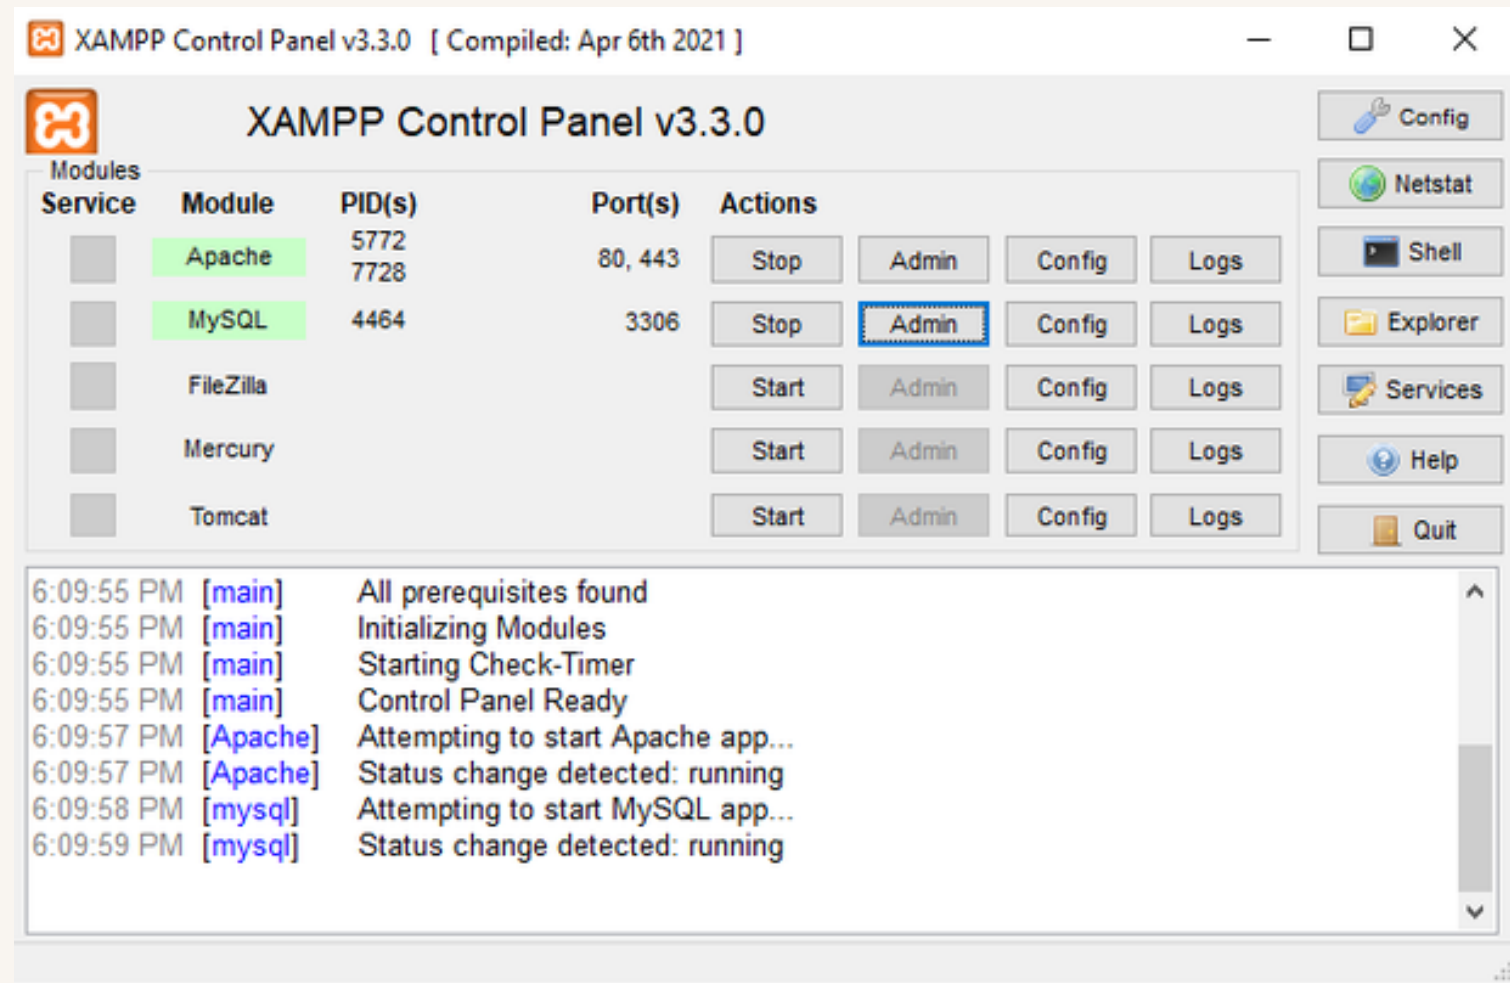 XAMPP Control Panel v3.3.0 [ Compiled: Apr 6th 2021 ]
XAMPP Control Panel v3.3.0
Config
Modules
Service Module PID(s) Port(s) Actions
Netstat
Apache 5772 7728 80, 443 Stop Admin Config Logs
Shell
MySQL 4464 3306 Stop Admin Config Logs
Explorer
FileZilla Start Admin Config Logs
Services
Mercury Start Admin Config Logs
Help
Tomcat Start Admin Config Logs
Quit
6:09:55 PM [main] All prerequisites found
6:09:55 PM [main] Initializing Modules
6:09:55 PM [main] Starting Check-Timer
6:09:55 PM [main] Control Panel Ready
6:09:57 PM [Apache] Attempting to start Apache app...
6:09:57 PM [Apache] Status change detected: running
6:09:58 PM [mysql] Attempting to start MySQL app...
6:09:59 PM [mysql] Status change detected: running